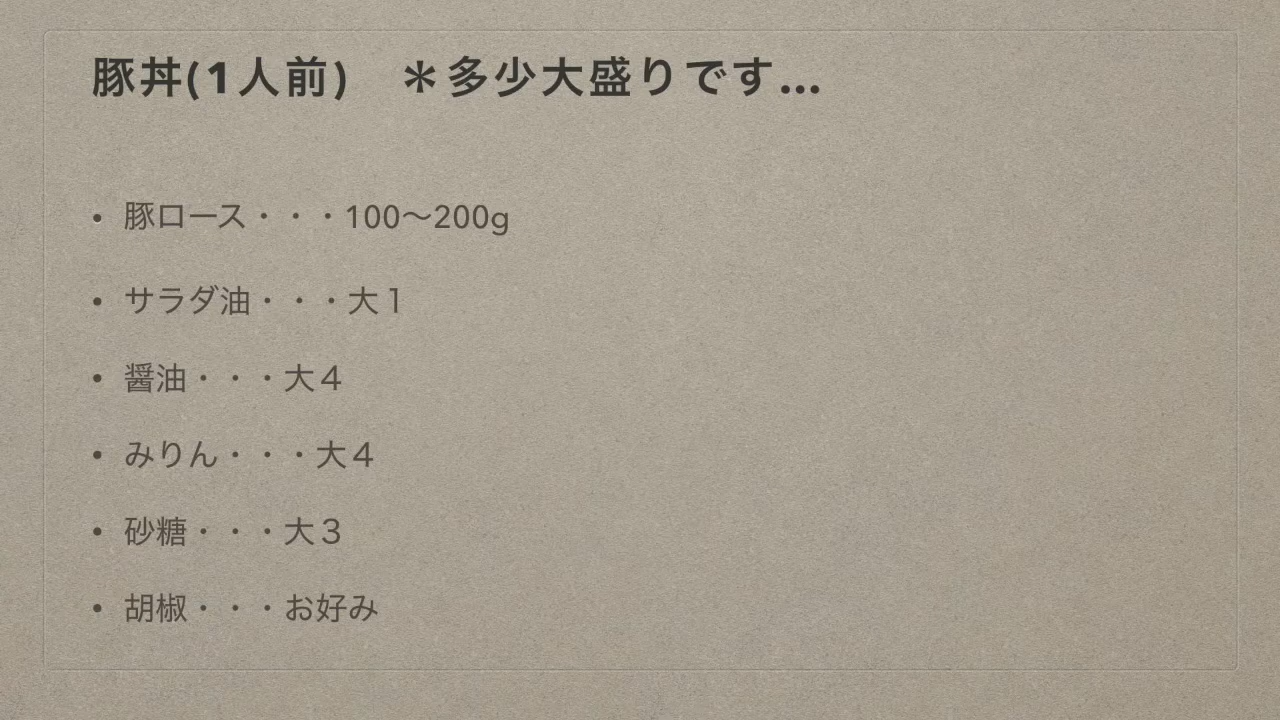 豚丼(1人前)　＊多少大盛りです…
• 豚ロース・・・100〜200g
• サラダ油・・・大１
• 醤油・・・大４
• みりん・・・大４
• 砂糖・・・大３
• 胡椒・・・お好み